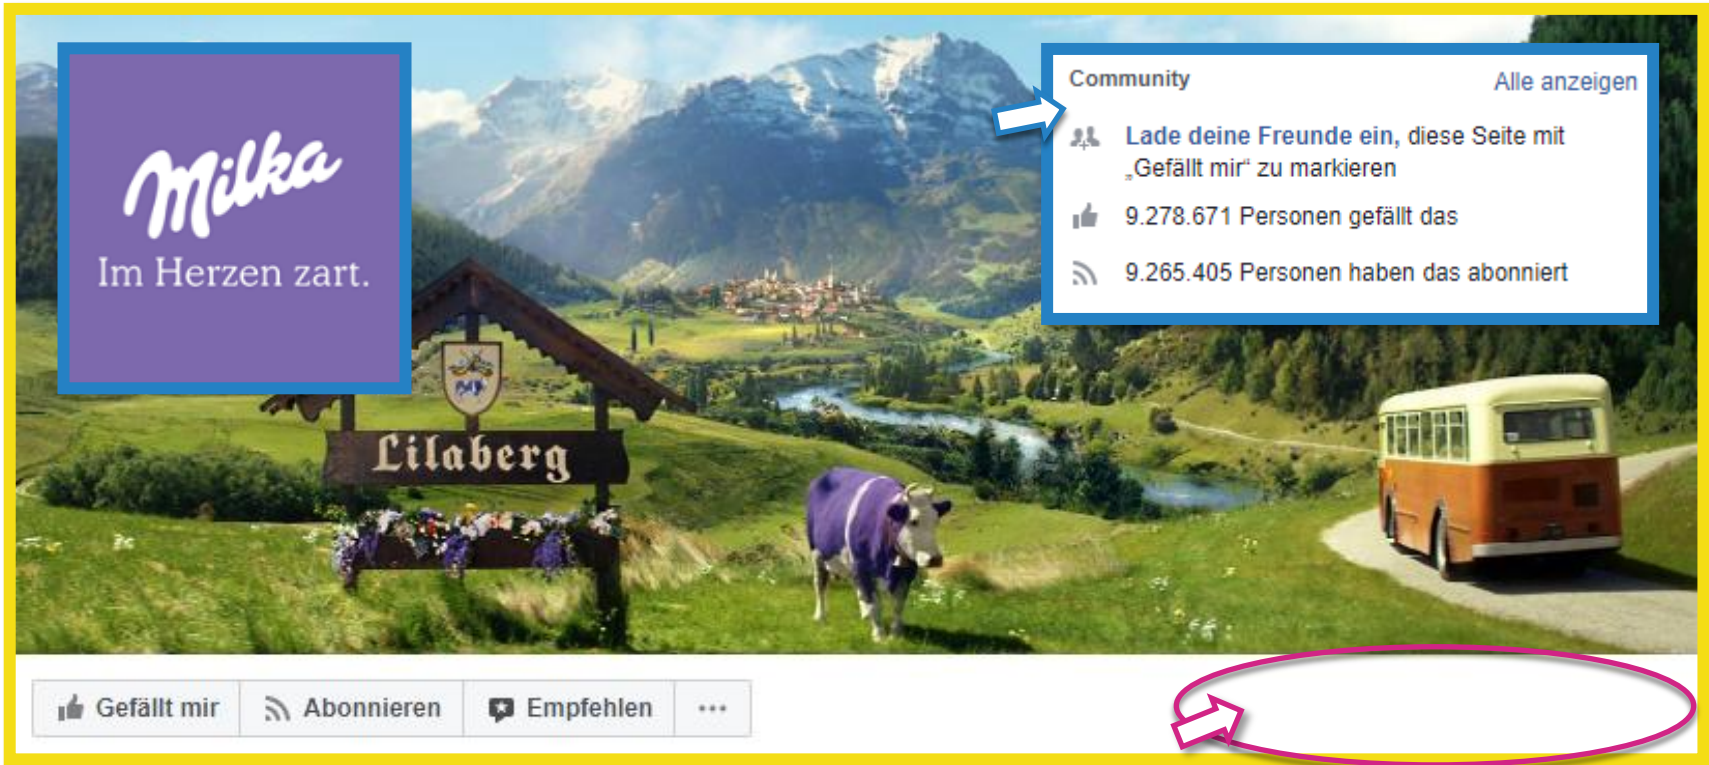 Milka
Im Herzen zart.
Community
Alle anzeigen
Lade deine Freunde ein, diese Seite mit
„Gefällt mir“ zu markieren
9.278.671 Personen gefällt das
9.265.405 Personen haben das abonniert
Lilaberg
Gefällt mir
Abonnieren
Empfehlen
...